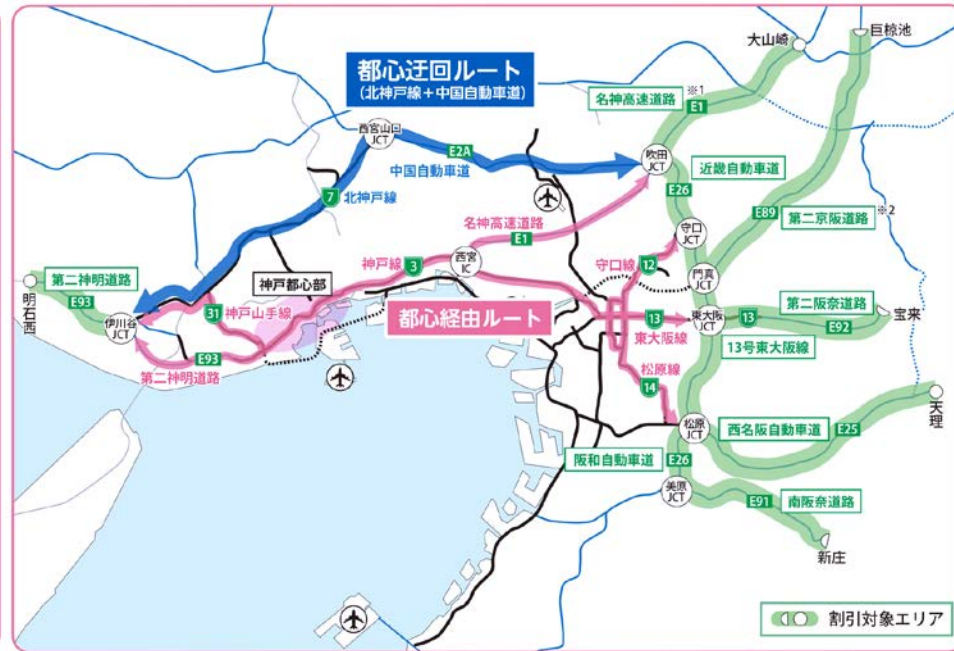 都心迂回ルート
(北神戸線+中国自動車道)
大山崎
巨椋池
名神高速道路
※1
E1
西宮山口
JCT
E2A
中国自動車道
吹田
JCT
近畿自動車道
E26
7
北神戸線
名神高速道路
E1
E89
第二京阪道路
※2
守口
JCT
守口線
12
西宮
IC
神戸線
3
神戸都心部
門真
JCT
第二神明道路
E93
明石西
伊川谷
JCT
31
神戸山手線
都心経由ルート
13
東大阪線
東大阪
JCT
13
第二阪奈道路
E92
宝来
13号東大阪線
E93
第二神明道路
松原線
14
天理
松原
JCT
西名阪自動車道
E25
阪和自動車道
E26
美原
JCT
E91
南阪奈道路
新庄
割引対象エリア